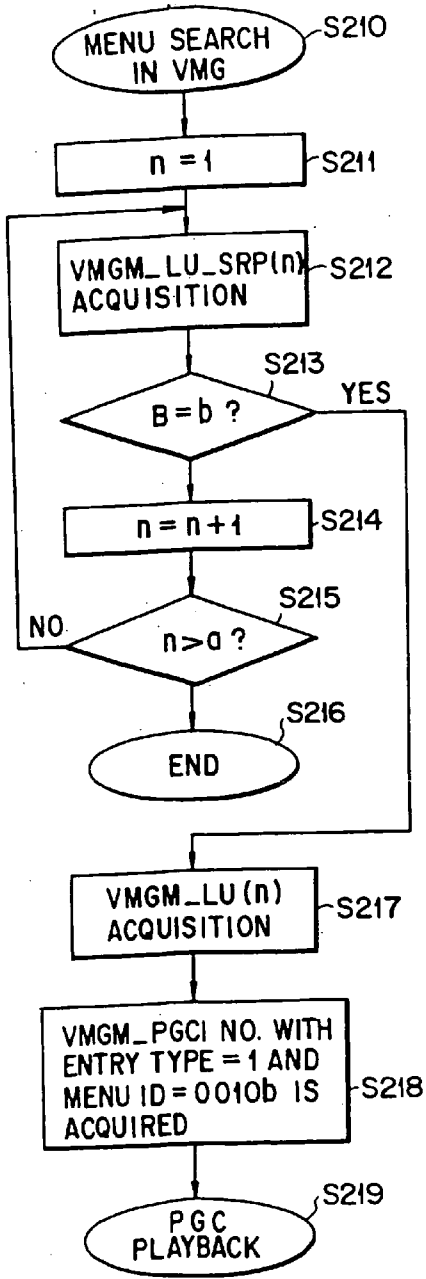 MENU SEARCH
IN VMG
S210
n = 1
S211
VMGM_LU_SRP(n)
ACQUISITION
S212
S213
B = b ?
YES
n = n + 1
S214
S215
NO
n > a ?
S216
END
VMGM_LU (n)
ACQUISITION
S217
VMGM_PGCI NO. WITH
ENTRY TYPE = 1 AND
MENU ID = 0010b IS
ACQUIRED
S218
S219
PGC
PLAYBACK